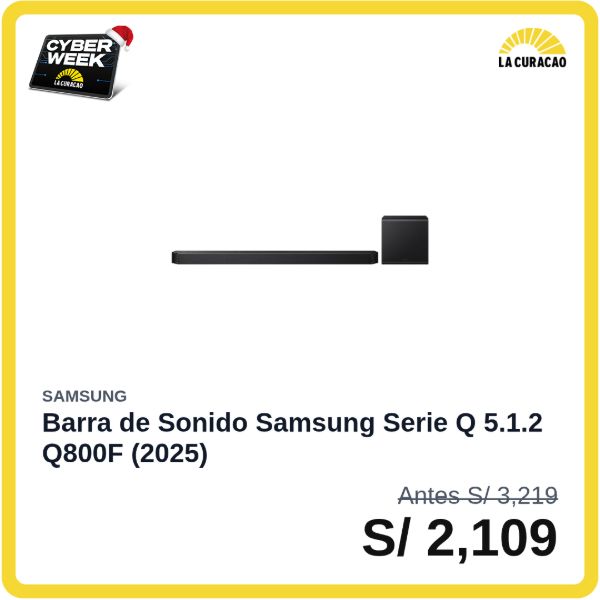 CYBER
WEEK
LA CURACAO
LA CURACAO
SAMSUNG
Barra de Sonido Samsung Serie Q 5.1.2
Q800F (2025)
Antes S/ 3,219
S/ 2,109